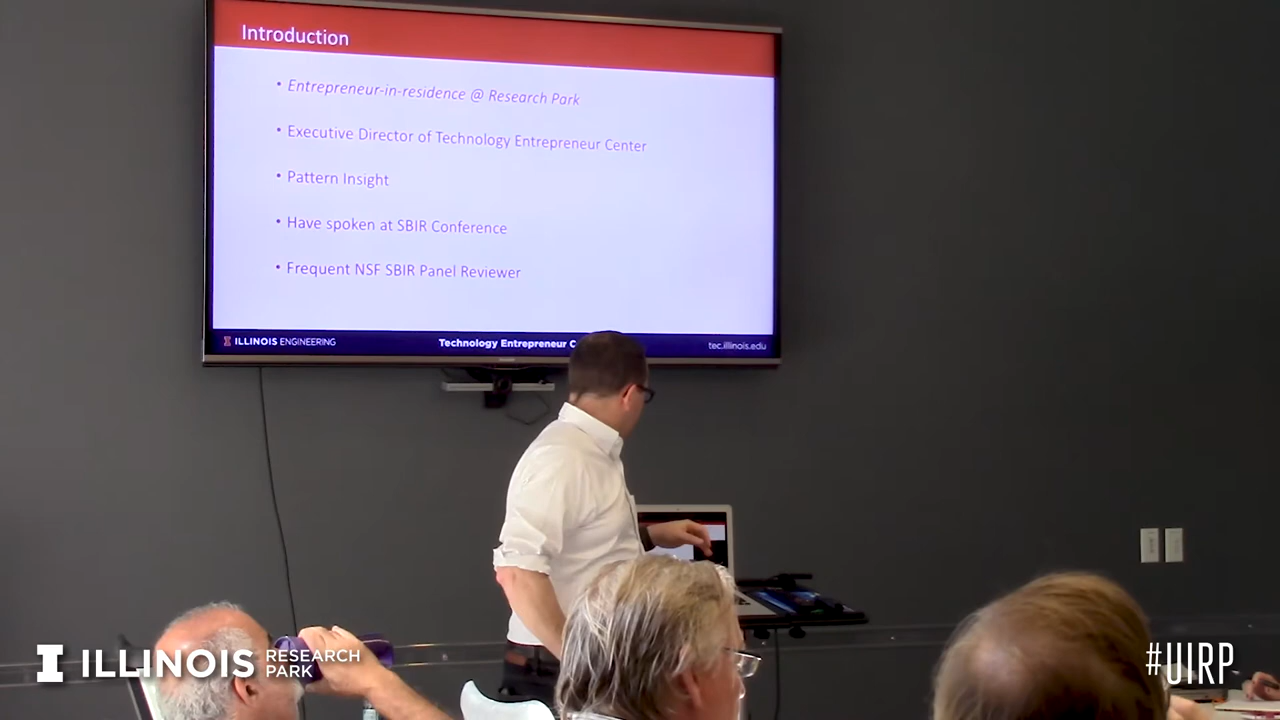 Introduction
• Entrepreneur-in-residence @ Research Park
• Executive Director of Technology Entrepreneur Center
• Pattern Insight
• Have spoken at SBIR Conference
• Frequent NSF SBIR Panel Reviewer
I ILLINOIS ENGINEERING
Technology Entrepreneur C
tec.illinois.edu
I ILLINOIS RESEARCH PARK
#UIRP